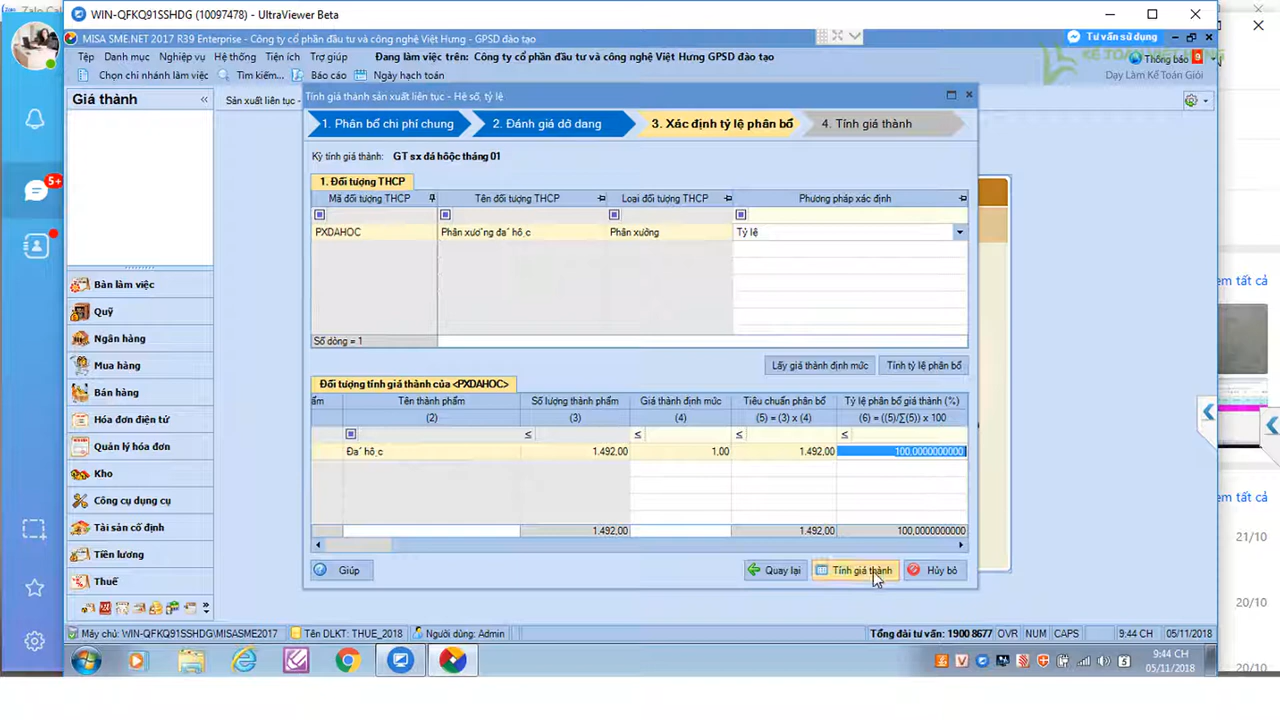 Zalo
WIN-QFKQ91SSHDG (10097478) - UltraViewer Beta
MISA SME.NET 2017 R39 Enterprise - Công ty cổ phần đầu tư và công nghệ Việt Hưng - GPSD đào tạo
Tư vấn sử dụng
Tệp Danh mục Nghiệp vụ Hệ thống Tiện ích Trợ giúp
Đang làm việc trên: Công ty cổ phần đầu tư và công nghệ Việt Hưng GPSD đào tạo
Thông báo 9
Chọn chi nhánh làm việc Tìm kiếm... Báo cáo Ngày hạch toán
Dạy Làm Kế Toán Giỏi
Giá thành
Sản xuất liên tục -
Tính giá thành sản xuất liên tục - Hệ số, tỷ lệ
1. Phân bổ chi phí chung
2. Đánh giá dở dang
3. Xác định tỷ lệ phân bổ
4. Tính giá thành
Kỳ tính giá thành: GT sx đá hôộc tháng 01
1. Đối tượng THCP
Mã đối tượng THCP Tên đối tượng THCP Loại đối tượng THCP Phương pháp xác định
PXDAHOC Phân xươ ̉ng đa ́ hô ̣c Phân xưởng Tỷ lệ
Số dòng = 1
Lấy giá thành định mức Tính tỷ lệ phân bổ
Đối tượng tính giá thành của <PXDAHOC>
ẩm Tên thành phẩm Số lượng thành phẩm Giá thành định mức Tiêu chuẩn phân bổ Tỷ lệ phân bổ giá thành (%)
(2) (3) (4) (5) = (3) x (4) (6) = ((5)/∑(5)) x 100
≤ ≤ ≤ ≤
Đa ́ hô ̣c 1.492,00 1,00 1.492,00 100,0000000000
1.492,00 1.492,00 100,0000000000
Giúp Quay lại Tính giá thành Hủy bỏ
5+
Bàn làm việc
Quỹ
Ngân hàng
Mua hàng
Bán hàng
Hóa đơn điện tử
Quản lý hóa đơn
Kho
Công cụ dụng cụ
Tài sản cố định
Tiền lương
Thuế
em tất cả
em tất cả
21/10
20/10
20/10
Máy chủ: WIN-QFKQ91SSHDG\MISASME2017 Tên DLKT: THUE_2018 Người dùng: Admin Tổng đài tư vấn: 1900 8677 OVR NUM CAPS 9:44 CH 05/11/2018
9:44 CH
05/11/2018